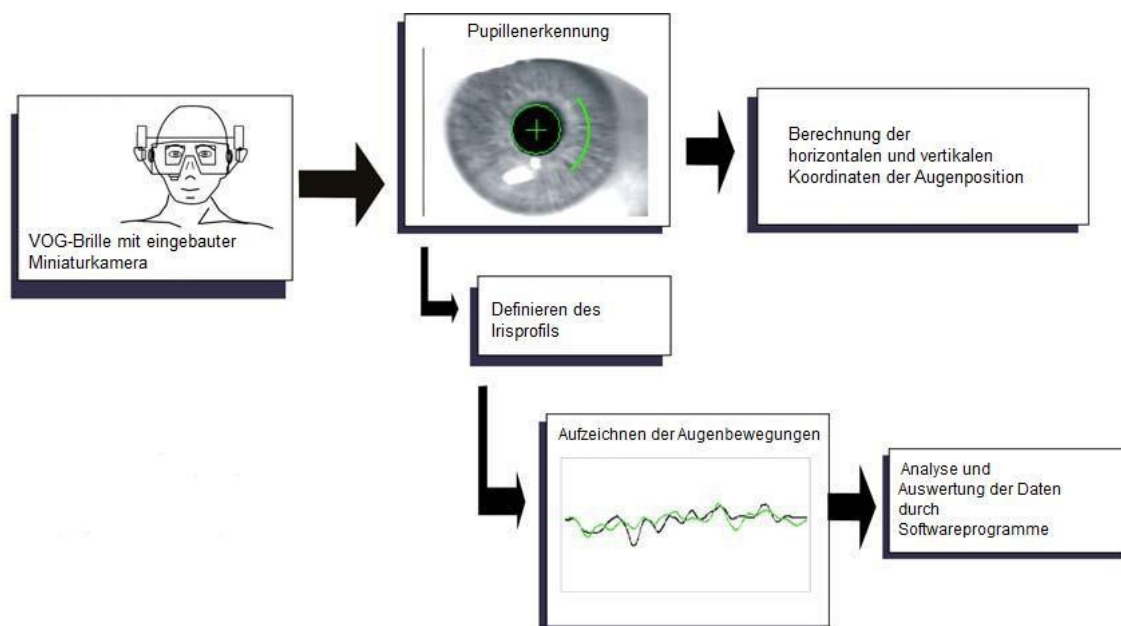 Pupillenerkennung
VOG-Brille mit eingebauter
Miniaturkamera
Berechnung der
horizontalen und vertikalen
Koordinaten der Augenposition
Definieren des
Irisprofils
Aufzeichnen der Augenbewegungen
Analyse und
Auswertung der Daten
durch
Softwareprogramme